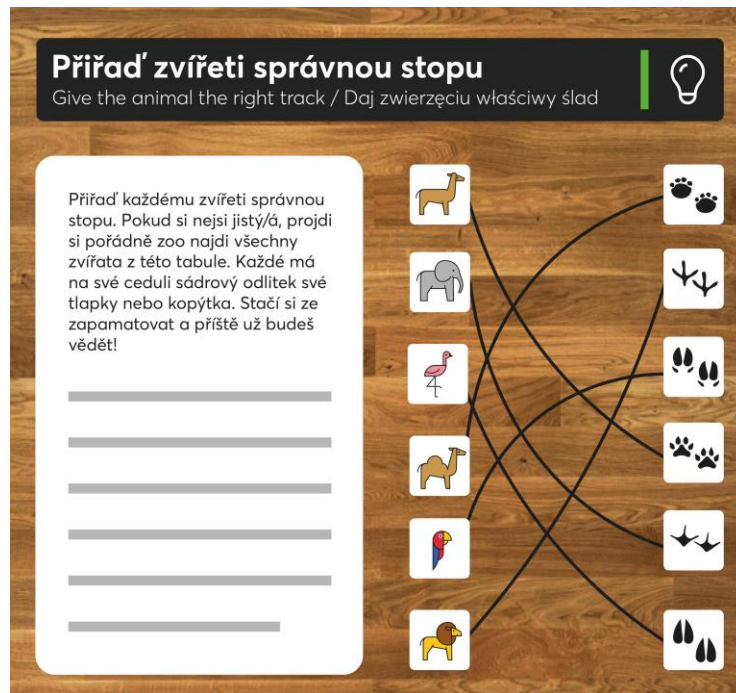 Přiřaď zvířeti správnou stopu
Give the animal the right track / Daj zwierzęciu właściwy ślad
Přiřaď každému zvířeti správnou
stopu. Pokud si nejsi jistý/á, projdi
si pořádně zoo najdi všechny
zvířata z této tabule. Každé má
na své ceduli sádrový odlitek své
tlapky nebo kopýtka. Stačí si ze
zapamatovat a příště už budeš
vědět!